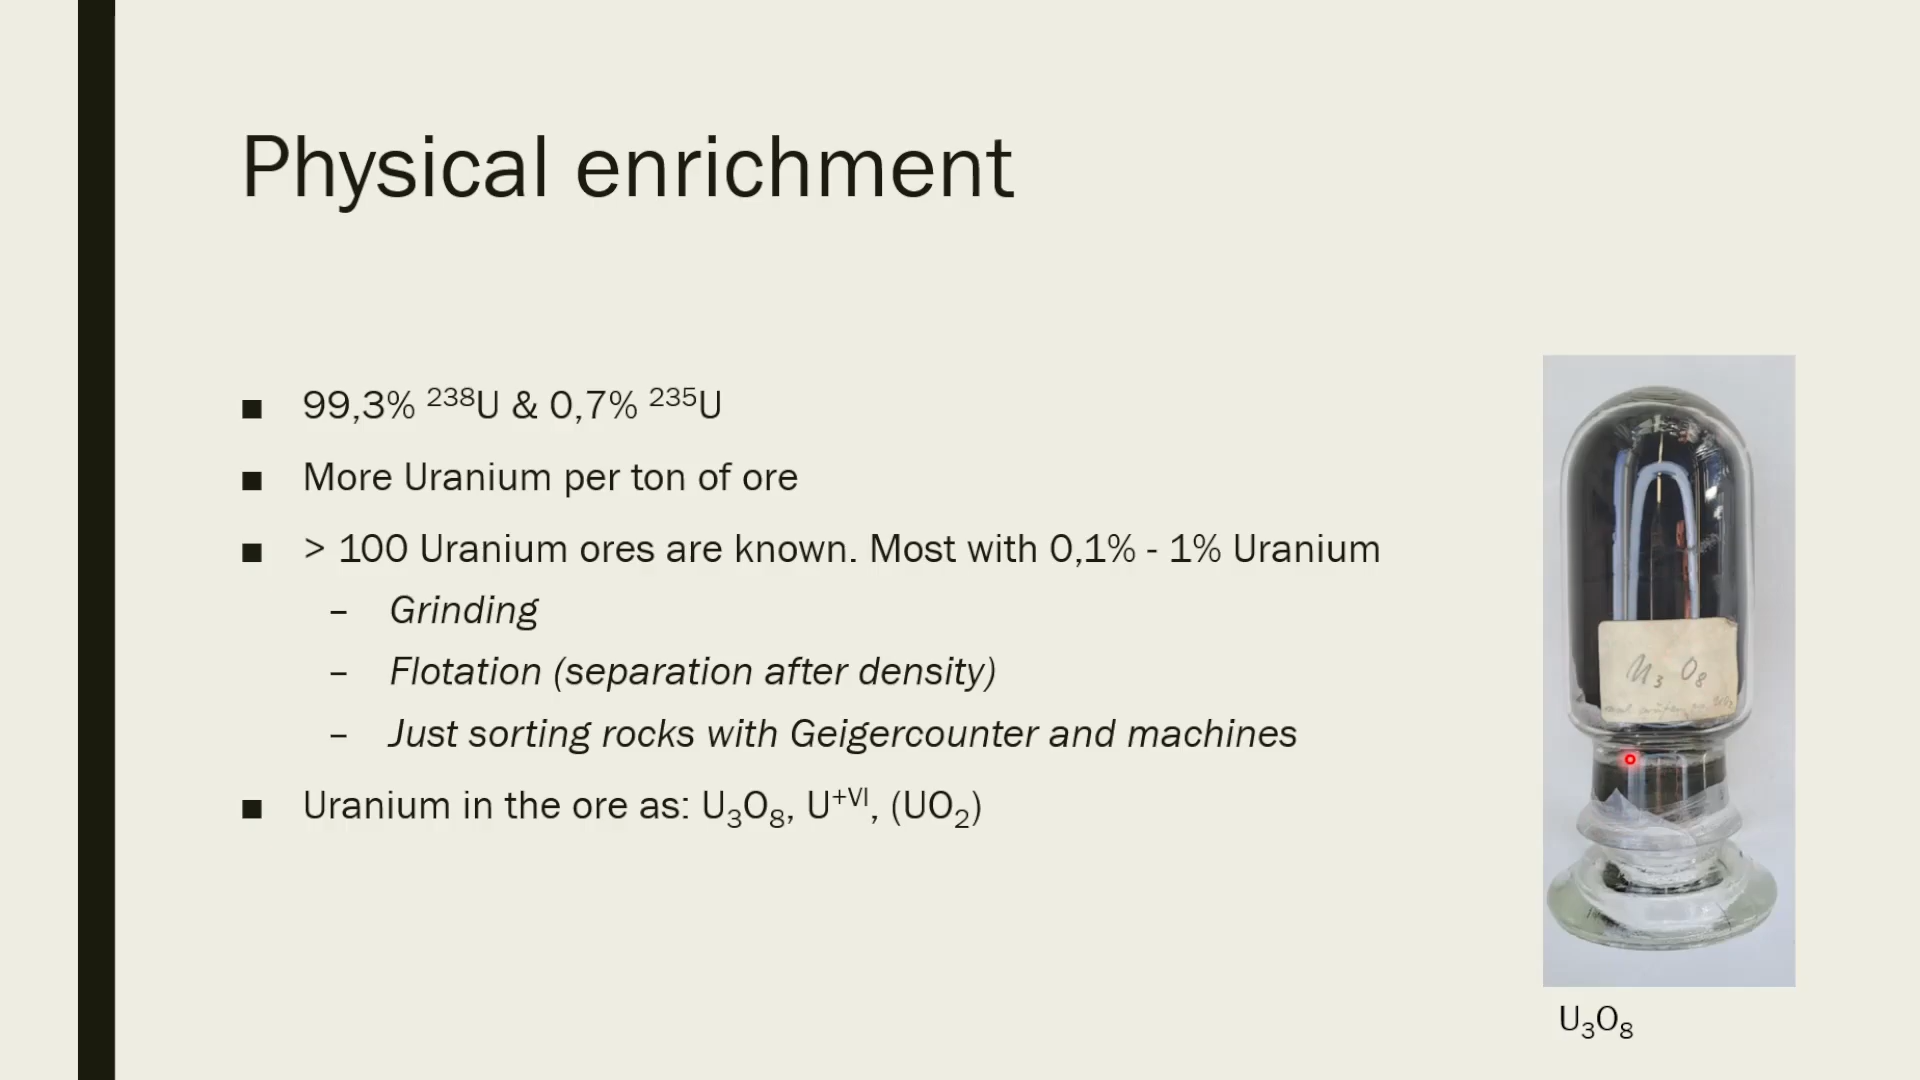 Physical enrichment
■ 99,3% ²³⁸U & 0,7% ²³⁵U
■ More Uranium per ton of ore
■ > 100 Uranium ores are known. Most with 0,1% - 1% Uranium
– Grinding
– Flotation (separation after density)
– Just sorting rocks with Geigercounter and machines
■ Uranium in the ore as: U₃O₈, U⁺ⱽᴵ, (UO₂)
U₃ O₈
U₃O₈